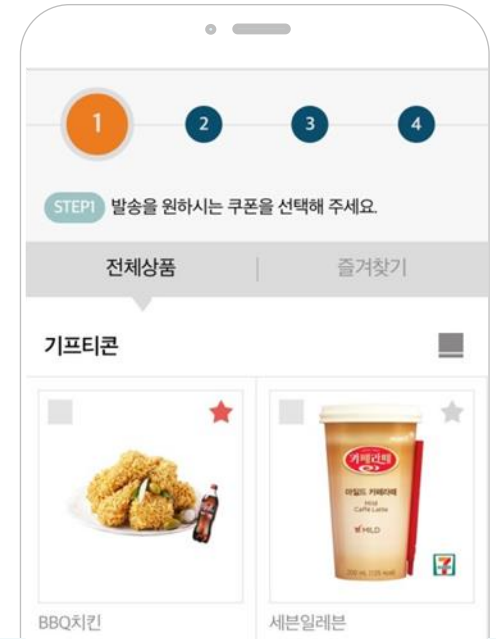 1 2 3 4
STEP1 발송을 원하시는 쿠폰을 선택해 주세요.
전체상품 즐겨찾기
기프티콘
카페라떼
마일드 카페라떼
Mild
Caffé Latte
MILD
BBQ치킨 세븐일레븐